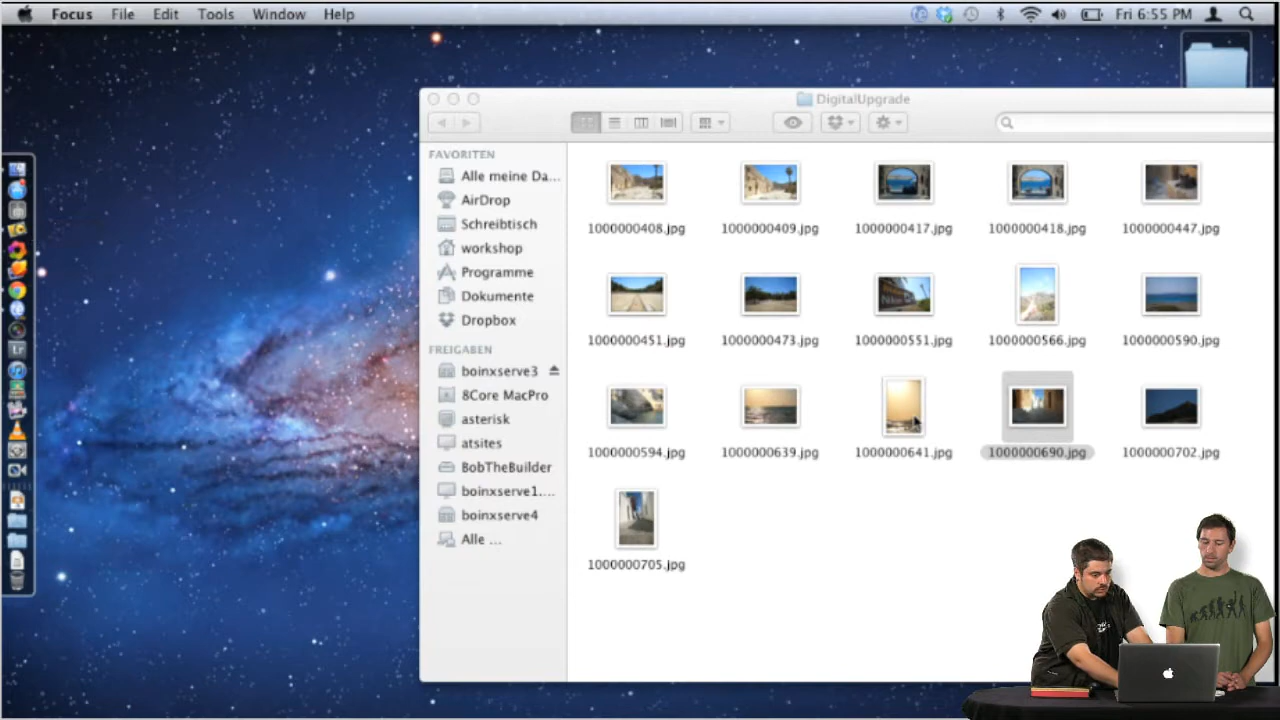 Focus File Edit Tools Window Help Fri 6:55 PM
DigitalUpgrade
FAVORITEN
Alle meine Da...
AirDrop
Schreibtisch
workshop
Programme
Dokumente
Dropbox
FREIGABEN
boinxserve3
8Core MacPro
asterisk
atsites
BobTheBuilder
boinxserve1....
boinxserve4
Alle ...
1000000408.jpg 1000000409.jpg 1000000417.jpg 1000000418.jpg 1000000447.jpg
1000000451.jpg 1000000473.jpg 1000000551.jpg 1000000566.jpg 1000000590.jpg
1000000594.jpg 1000000639.jpg 1000000641.jpg 1000000690.jpg 1000000702.jpg
1000000705.jpg